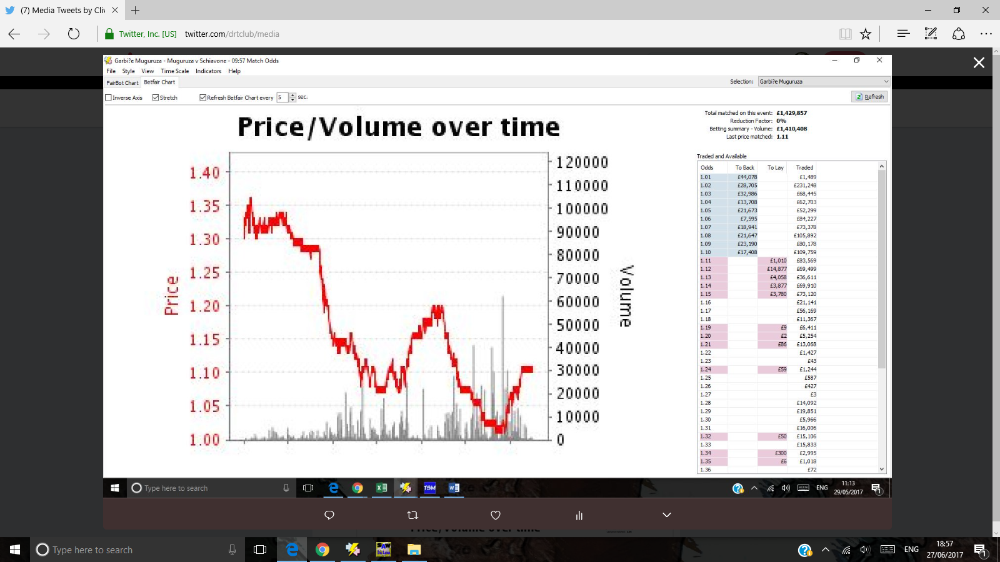 (7) Media Tweets by Cliv
Twitter, Inc. [US] twitter.com/drtclub/media
Garbi?e Muguruza - Muguruza v Schiavone - 09:57 Match Odds
File Style View Time Scale Indicators Help
FairBot Chart Betfair Chart
Selection: Garbi?e Muguruza
Inverse Axis Stretch Refresh Betfair Chart every 5 sec.
Refresh
Price/Volume over time
Total matched on this event: £1,429,857
Reduction Factor: 0%
Betting summary - Volume: £1,410,408
Last price matched: 1.11
Price
1.40
1.35
1.30
1.25
1.20
1.15
1.10
1.05
1.00
120000
110000
100000
90000
80000
70000
60000
50000
40000
30000
20000
10000
0
Volume
Traded and Available
Odds To Back To Lay Traded
1.01 £44,078 £1,489
1.02 £28,705 £231,248
1.03 £32,986 £68,445
1.04 £13,708 £62,703
1.05 £21,673 £52,299
1.06 £7,595 £84,227
1.07 £18,941 £73,378
1.08 £21,647 £105,892
1.09 £23,190 £80,178
1.10 £17,408 £109,759
1.11 £1,010 £83,569
1.12 £14,877 £69,499
1.13 £4,058 £36,611
1.14 £3,877 £69,910
1.15 £3,780 £73,120
1.16 £21,141
1.17 £56,169
1.18 £11,367
1.19 £9 £6,411
1.20 £2 £5,254
1.21 £86 £13,068
1.22 £1,427
1.23 £43
1.24 £59 £1,244
1.25 £587
1.26 £427
1.27 £3
1.28 £14,092
1.29 £19,851
1.30 £5,966
1.31 £16,006
1.32 £50 £15,106
1.33 £15,833
1.34 £300 £2,995
1.35 £6 £1,018
1.36 £72
Type here to search
TSM
ENG
11:13
29/05/2017
1
Price/Volume over time
Type here to search
ENG
18:57
27/06/2017
1